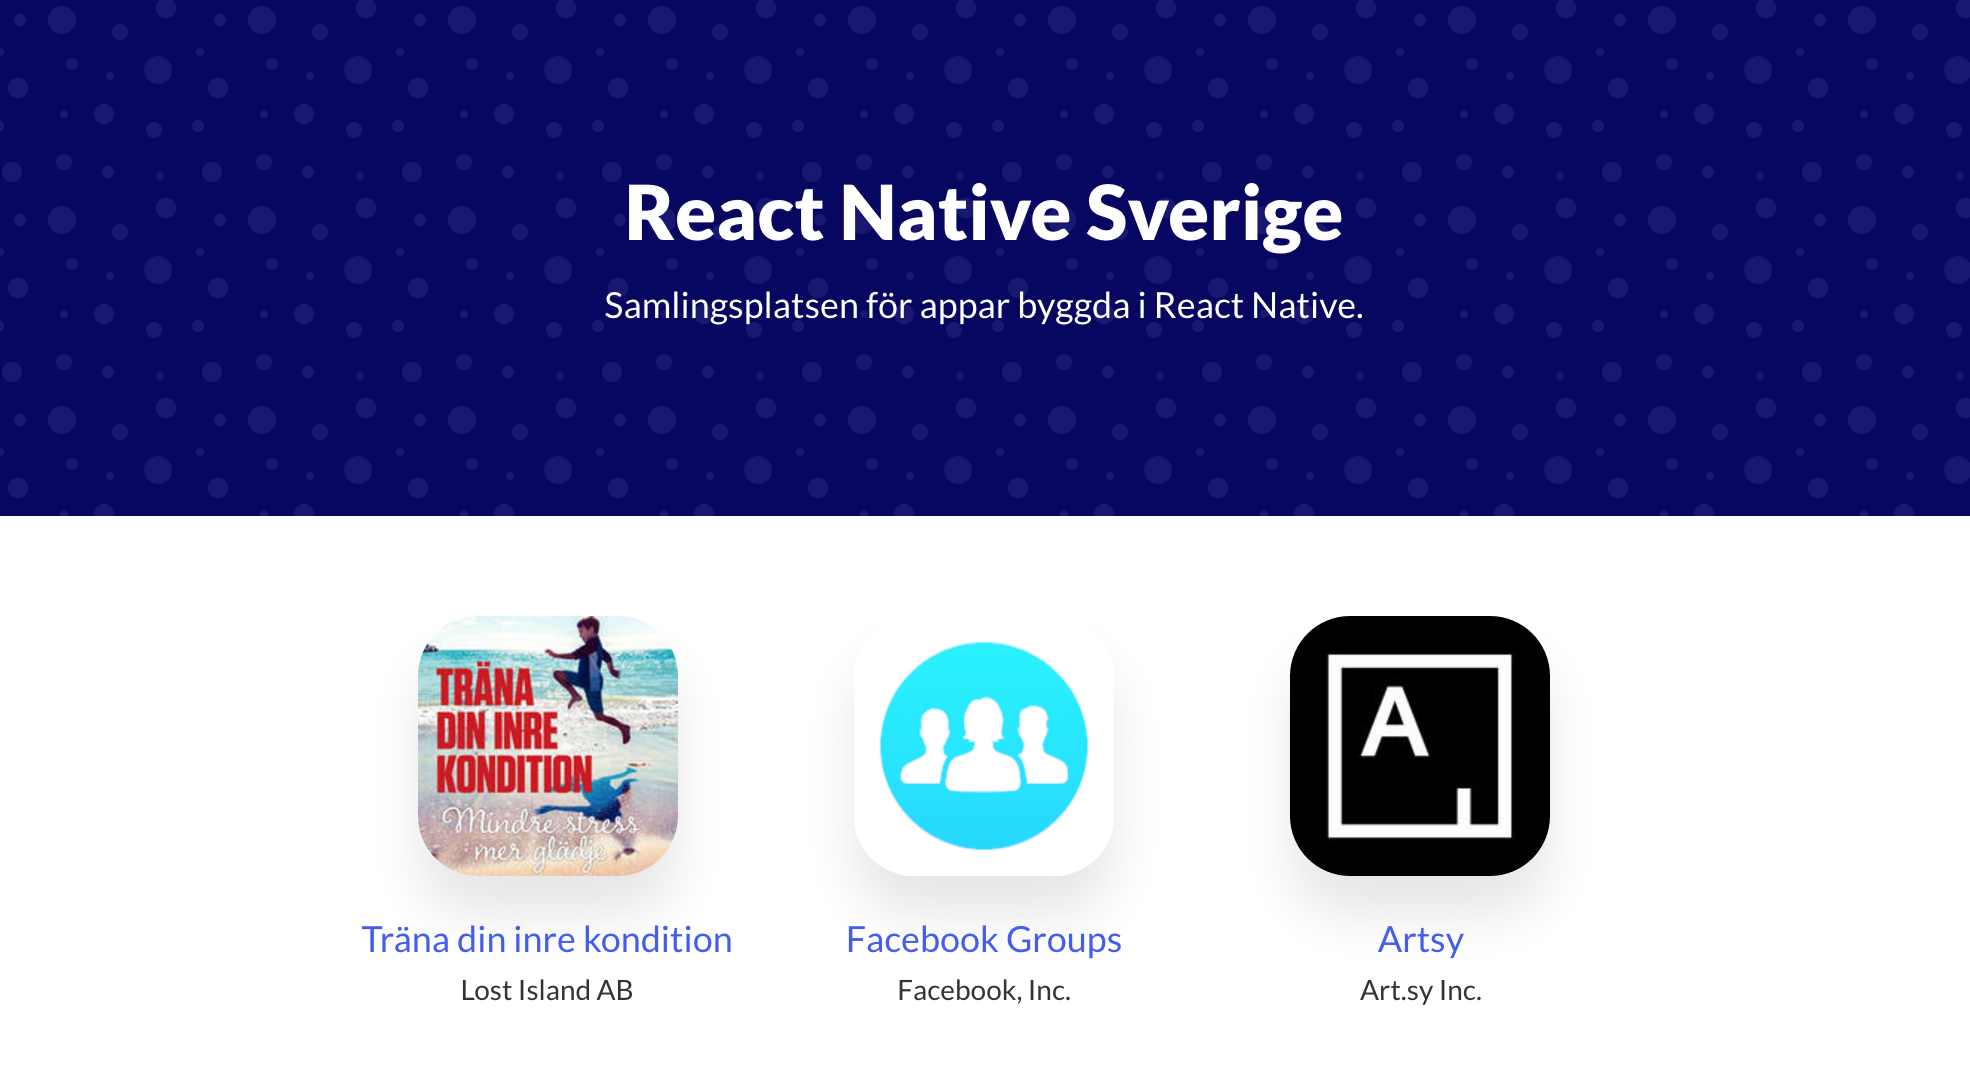 React Native Sverige
Samlingsplatsen för appar byggda i React Native.
TRÄNA
DIN INRE
KONDITION
Mindre stress
mer glädje
A
Träna din inre kondition
Facebook Groups
Artsy
Lost Island AB
Facebook, Inc.
Art.sy Inc.